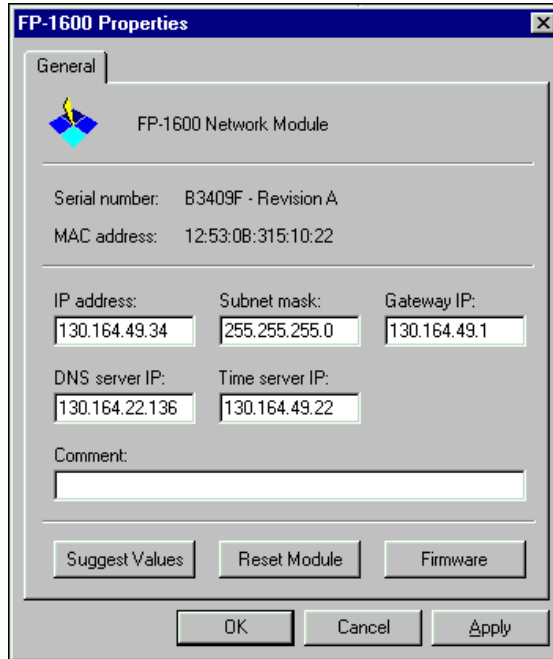 FP-1600 Properties
General
FP-1600 Network Module
Serial number: B3409F - Revision A
MAC address: 12:53:0B:315:10:22
IP address: Subnet mask: Gateway IP:
130.164.49.34 255.255.255.0 130.164.49.1
DNS server IP: Time server IP:
130.164.22.136 130.164.49.22
Comment:
Suggest Values Reset Module Firmware
OK Cancel Apply